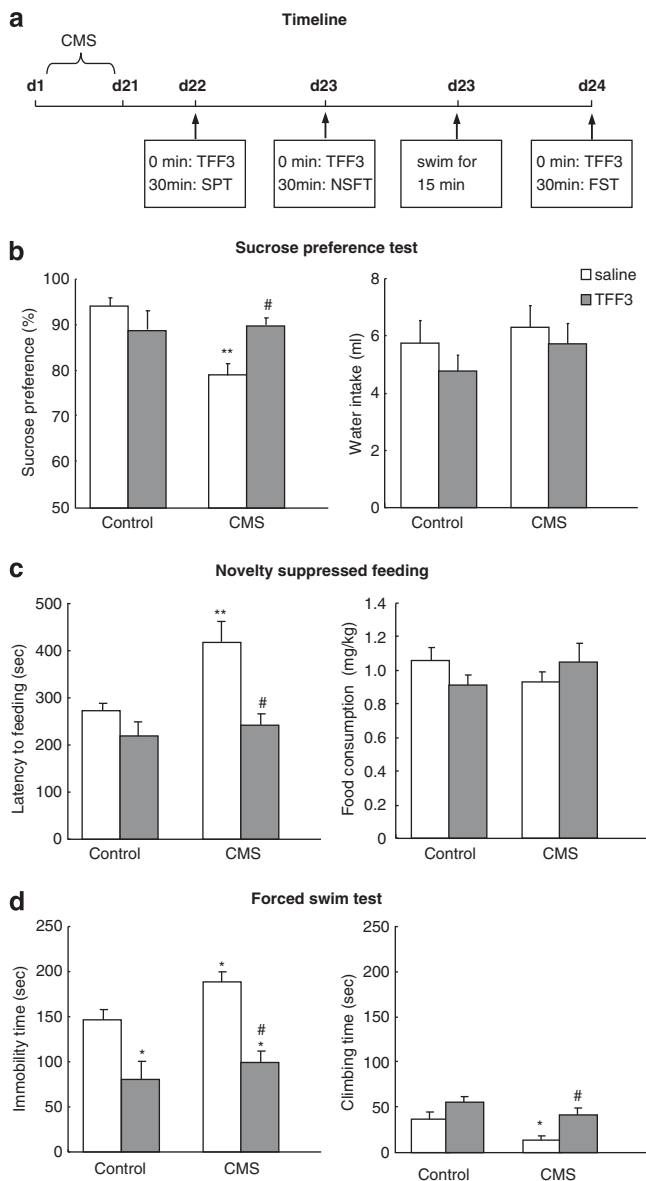 a
Timeline
CMS
d1 d21 d22 d23 d23 d24
0 min: TFF3
30min: SPT
0 min: TFF3
30min: NSFT
swim for
15 min
0 min: TFF3
30min: FST
b
Sucrose preference test
Sucrose preference (%)
100
90
80
70
60
50
**
#
Control CMS
Water intake (ml)
8
6
4
2
0
saline
TFF3
Control CMS
c
Novelty suppressed feeding
Latency to feeding (sec)
500
400
300
200
100
0
**
#
Control CMS
Food consumption (mg/kg)
1.4
1.2
1.0
0.8
0.6
0.4
0.2
0
Control CMS
d
Forced swim test
Immobility time (sec)
250
200
150
100
50
0
*
*
#
*
Control CMS
Climbing time (sec)
250
200
150
100
50
0
*
#
Control CMS